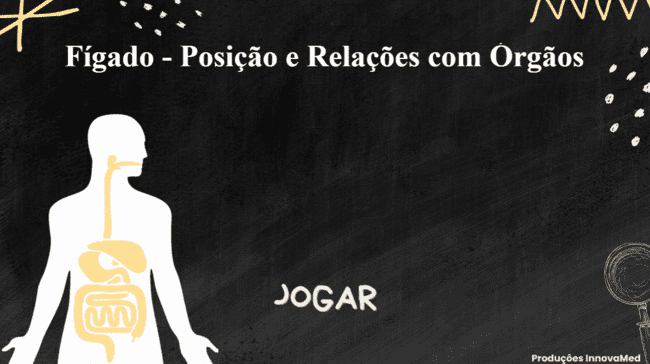 Fígado - Posição e Relações com Órgãos
JOGAR
Produções InnovaMed